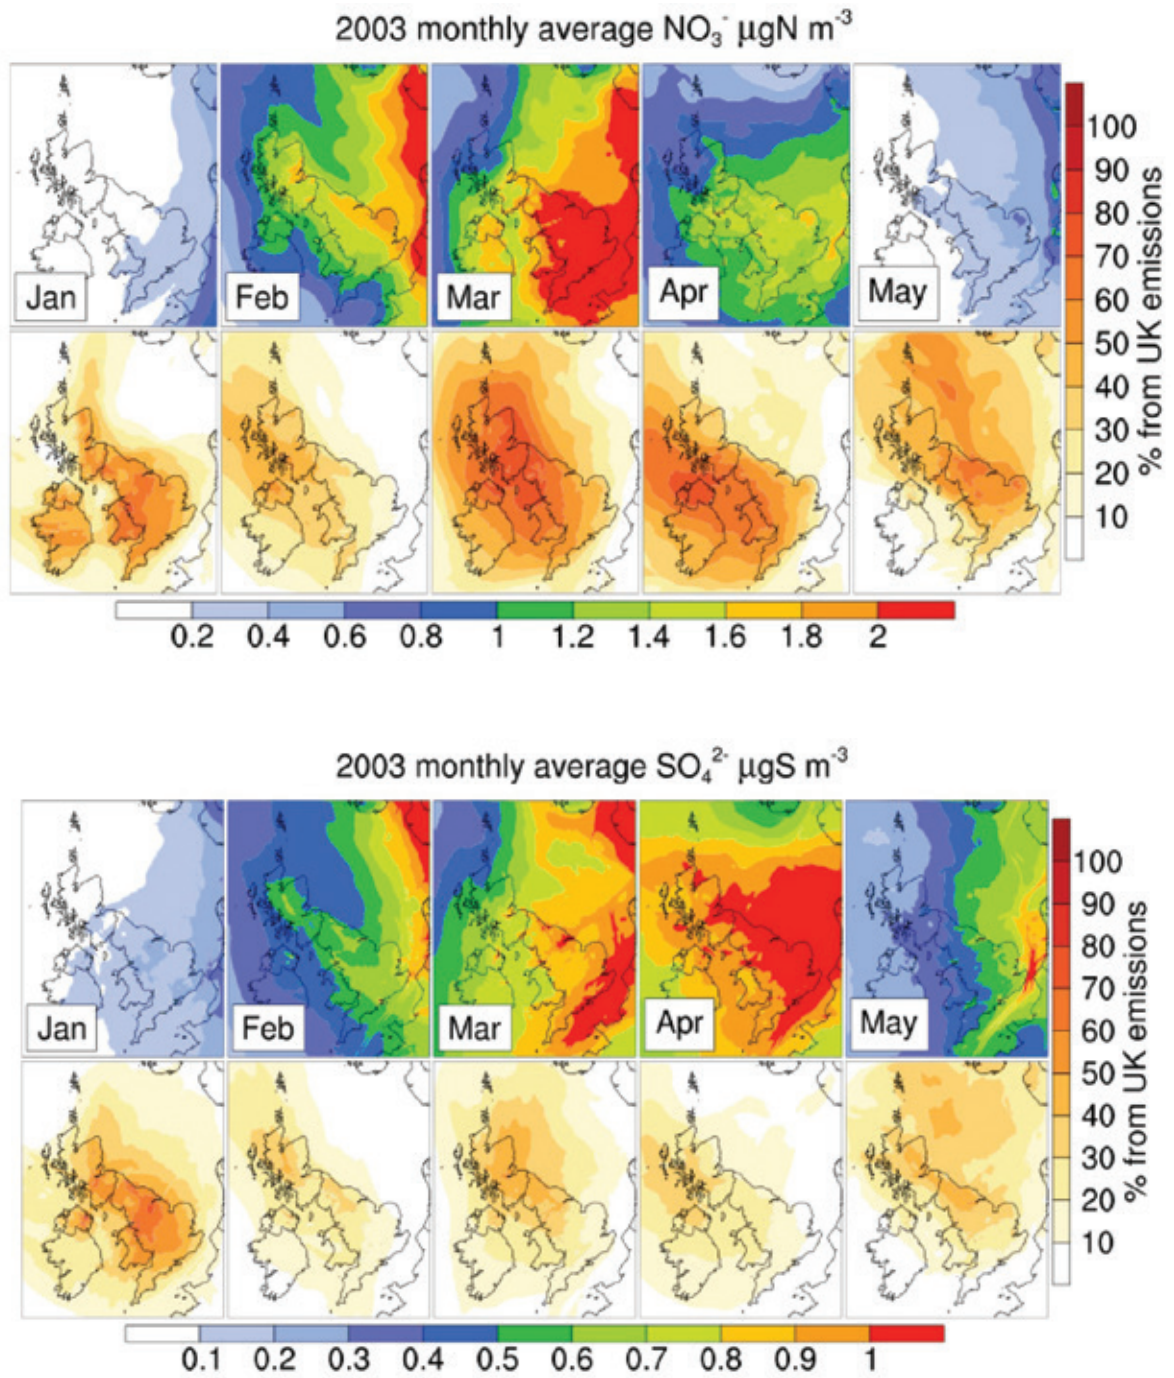 2003 monthly average NO₃⁻ µgN m⁻³
Jan
Feb
Mar
Apr
May
100
90
80
70
60
50
40
30
20
10
% from UK emissions
0.2 0.4 0.6 0.8 1 1.2 1.4 1.6 1.8 2
2003 monthly average SO₄²⁻ µgS m⁻³
Jan
Feb
Mar
Apr
May
100
90
80
70
60
50
40
30
20
10
% from UK emissions
0.1 0.2 0.3 0.4 0.5 0.6 0.7 0.8 0.9 1